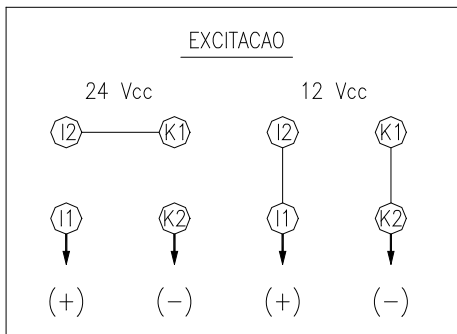 EXCITACAO
24 Vcc 12 Vcc
I2 K1 I2 K1
I1 K2 I1 K2
(+) (-) (+) (-)